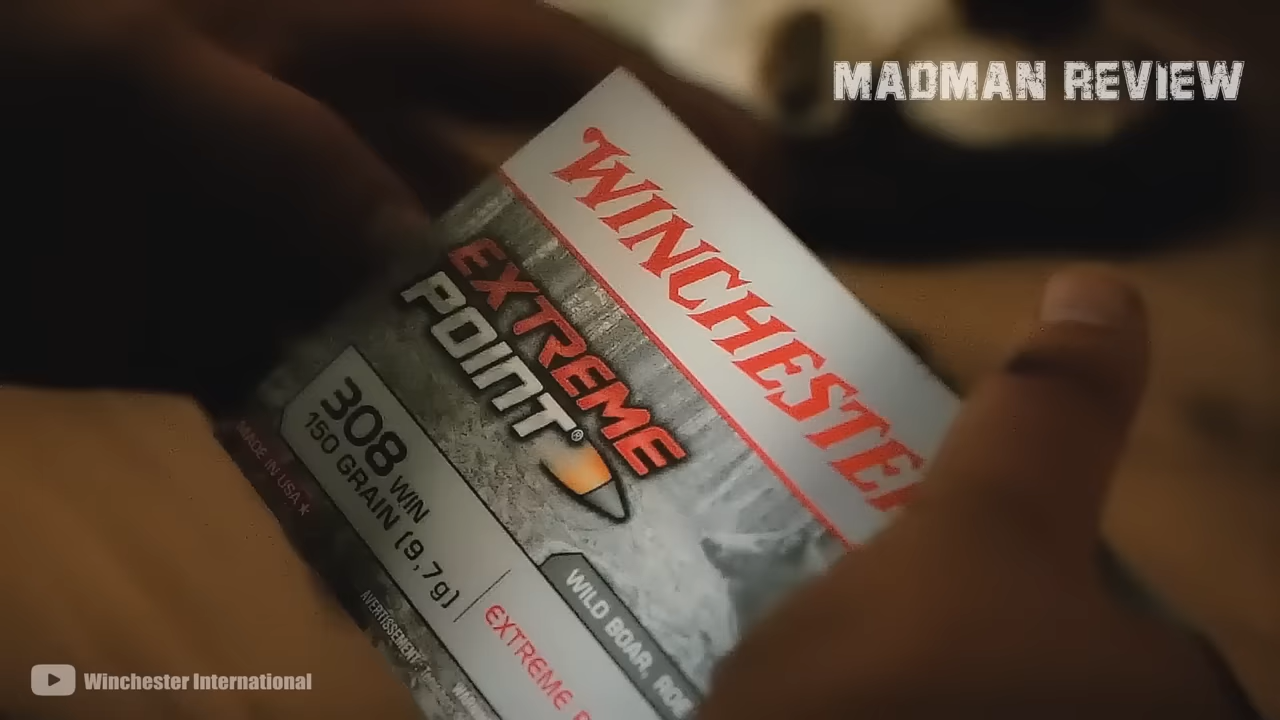 MADMAN REVIEW
WINCHESTER
EXTREME
POINT®
308 WIN
150 GRAIN (9,7g)
EXTREME
WILD BOAR,
MADE IN USA
AVERTISSEMENT:
Winchester International